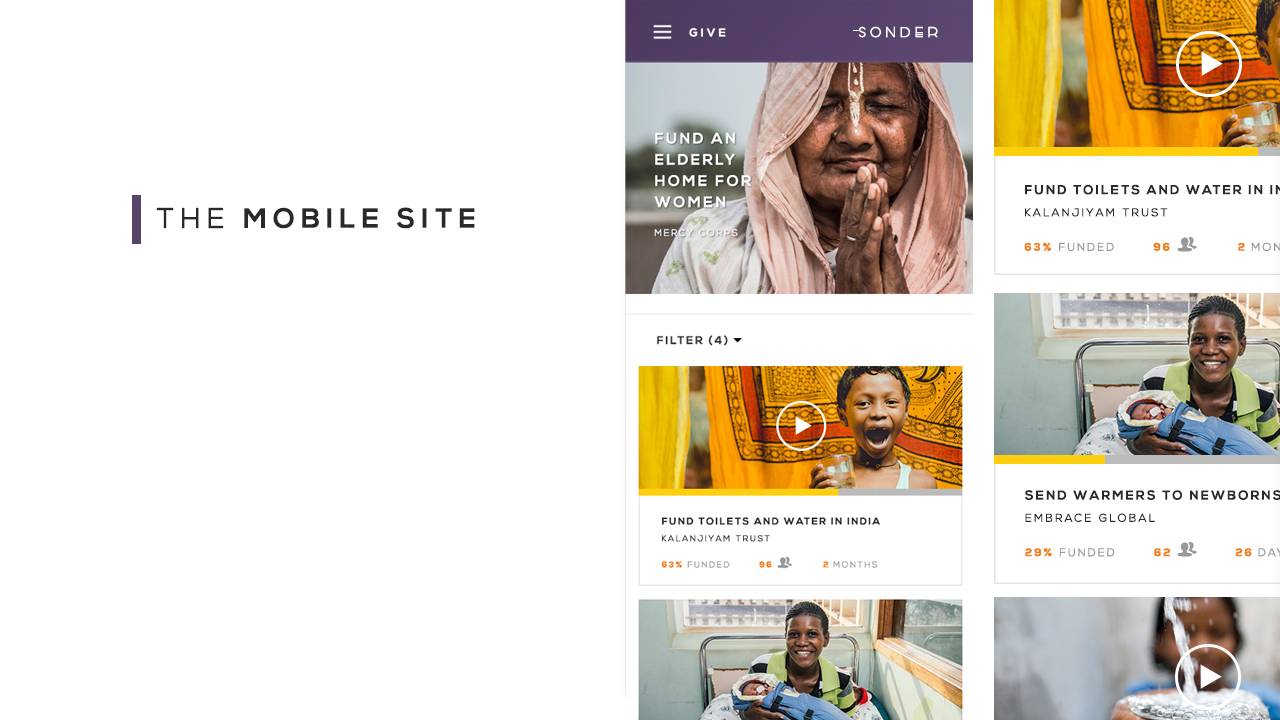 THE MOBILE SITE
GIVE
SONDER
FUND AN
ELDERLY
HOME FOR
WOMEN
MERCY CORPS
FILTER (4)
FUND TOILETS AND WATER IN INDIA
KALANJIYAM TRUST
63% FUNDED 96 2 MONTHS
FUND TOILETS AND WATER IN IN
KALANJIYAM TRUST
63% FUNDED 96 2 MON
SEND WARMERS TO NEWBORNS
EMBRACE GLOBAL
29% FUNDED 62 26 DAY